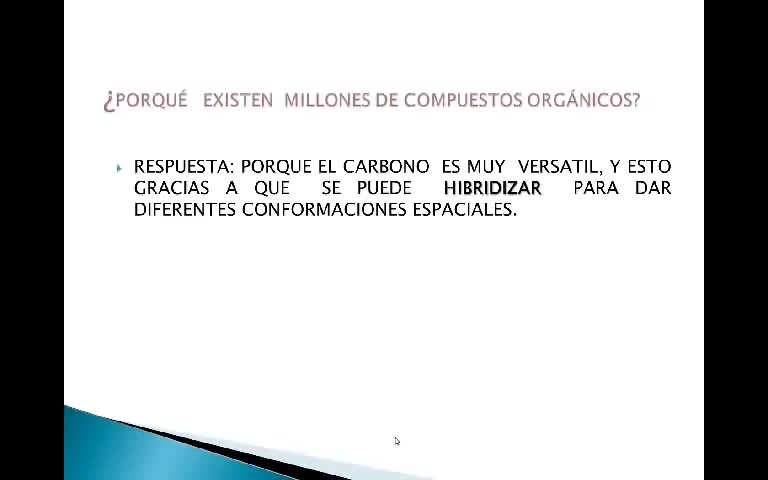 ¿PORQUÉ EXISTEN MILLONES DE COMPUESTOS ORGÁNICOS?
RESPUESTA: PORQUE EL CARBONO ES MUY VERSATIL, Y ESTO
GRACIAS A QUE SE PUEDE HIBRIDIZAR PARA DAR
DIFERENTES CONFORMACIONES ESPACIALES.